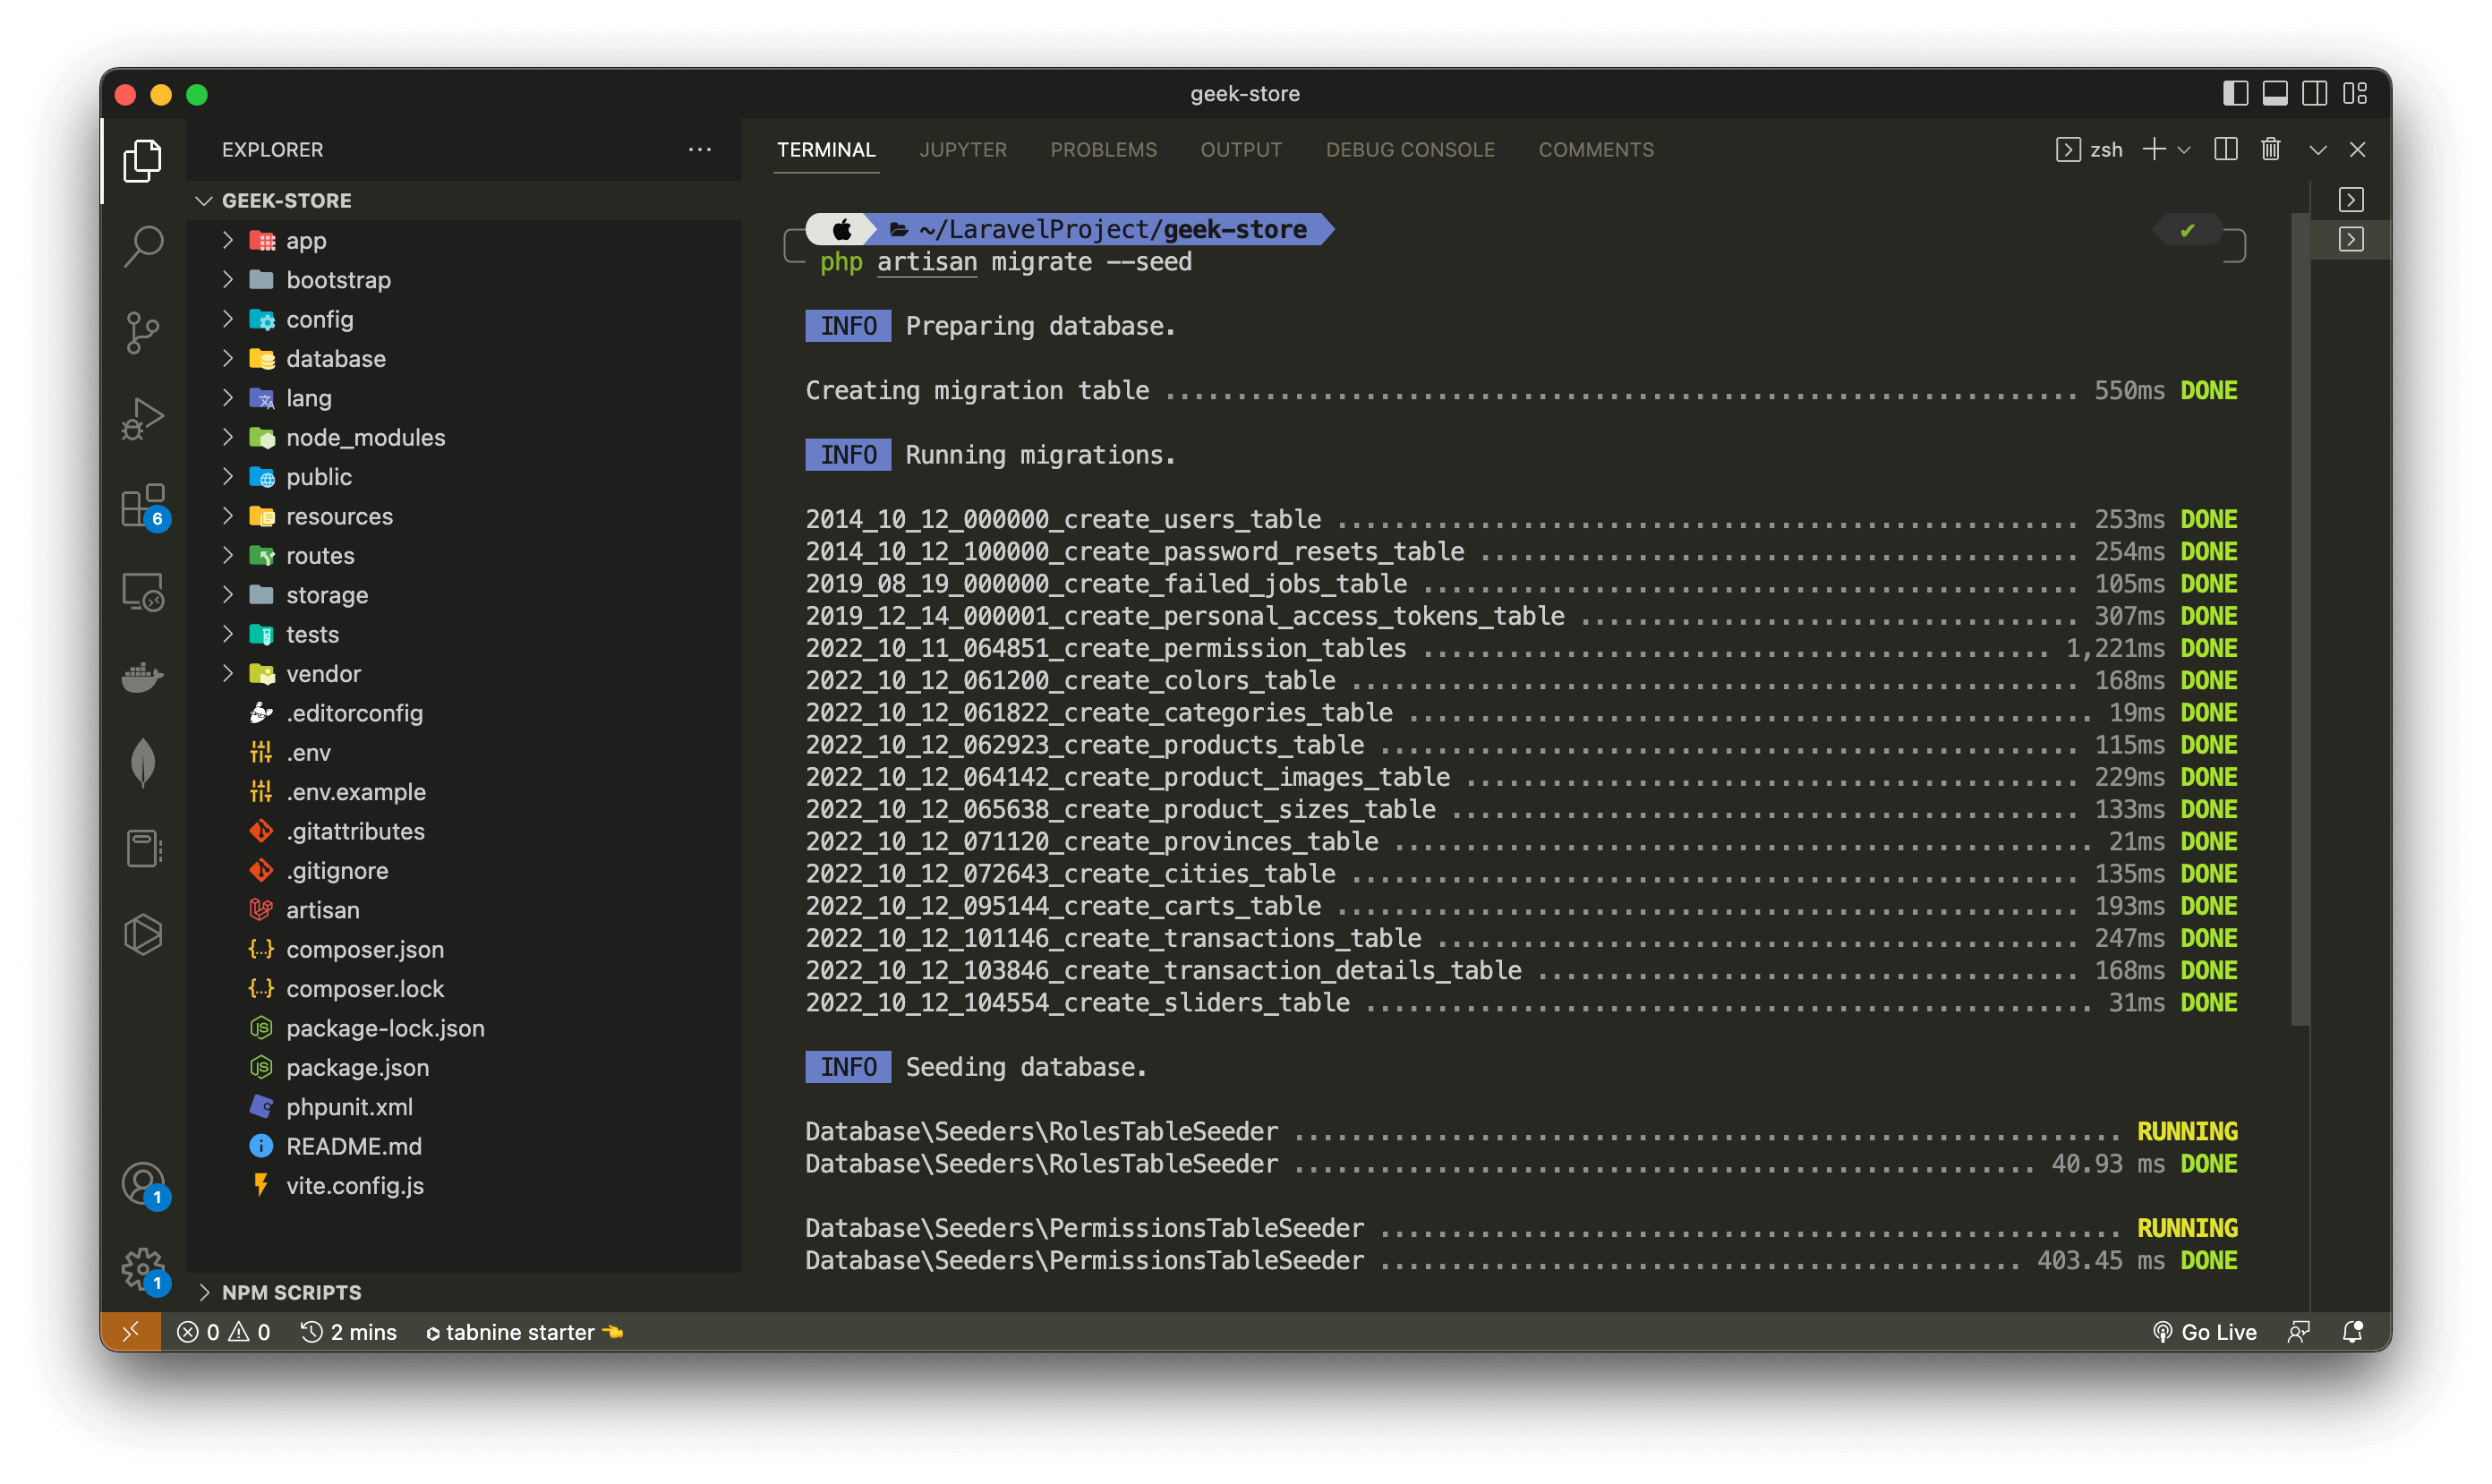 geek-store
EXPLORER
GEEK-STORE
app
bootstrap
config
database
lang
node_modules
public
resources
routes
storage
tests
vendor
.editorconfig
.env
.env.example
.gitattributes
.gitignore
artisan
composer.json
composer.lock
package-lock.json
package.json
phpunit.xml
README.md
vite.config.js
NPM SCRIPTS
6
1
1
TERMINAL JUPYTER PROBLEMS OUTPUT DEBUG CONSOLE COMMENTS zsh
~/LaravelProject/geek-store
php artisan migrate --seed
INFO Preparing database.
Creating migration table ................................................................ 550ms DONE
INFO Running migrations.
2014_10_12_000000_create_users_table .................................................... 253ms DONE
2014_10_12_100000_create_password_resets_table .......................................... 254ms DONE
2019_08_19_000000_create_failed_jobs_table .............................................. 105ms DONE
2019_12_14_000001_create_personal_access_tokens_table ................................... 307ms DONE
2022_10_11_064851_create_permission_tables ............................................ 1,221ms DONE
2022_10_12_061200_create_colors_table ................................................... 168ms DONE
2022_10_12_061822_create_categories_table ................................................ 19ms DONE
2022_10_12_062923_create_products_table ................................................. 115ms DONE
2022_10_12_064142_create_product_images_table ........................................... 229ms DONE
2022_10_12_065638_create_product_sizes_table ............................................ 133ms DONE
2022_10_12_071120_create_provinces_table ................................................. 21ms DONE
2022_10_12_072643_create_cities_table ................................................... 135ms DONE
2022_10_12_095144_create_carts_table .................................................... 193ms DONE
2022_10_12_101146_create_transactions_table ............................................. 247ms DONE
2022_10_12_103846_create_transaction_details_table ...................................... 168ms DONE
2022_10_12_104554_create_sliders_table ................................................... 31ms DONE
INFO Seeding database.
Database\Seeders\RolesTableSeeder .......................................................... RUNNING
Database\Seeders\RolesTableSeeder .................................................... 40.93 ms DONE
Database\Seeders\PermissionsTableSeeder .................................................... RUNNING
Database\Seeders\PermissionsTableSeeder ............................................. 403.45 ms DONE
0 0 2 mins tabnine starter Go Live